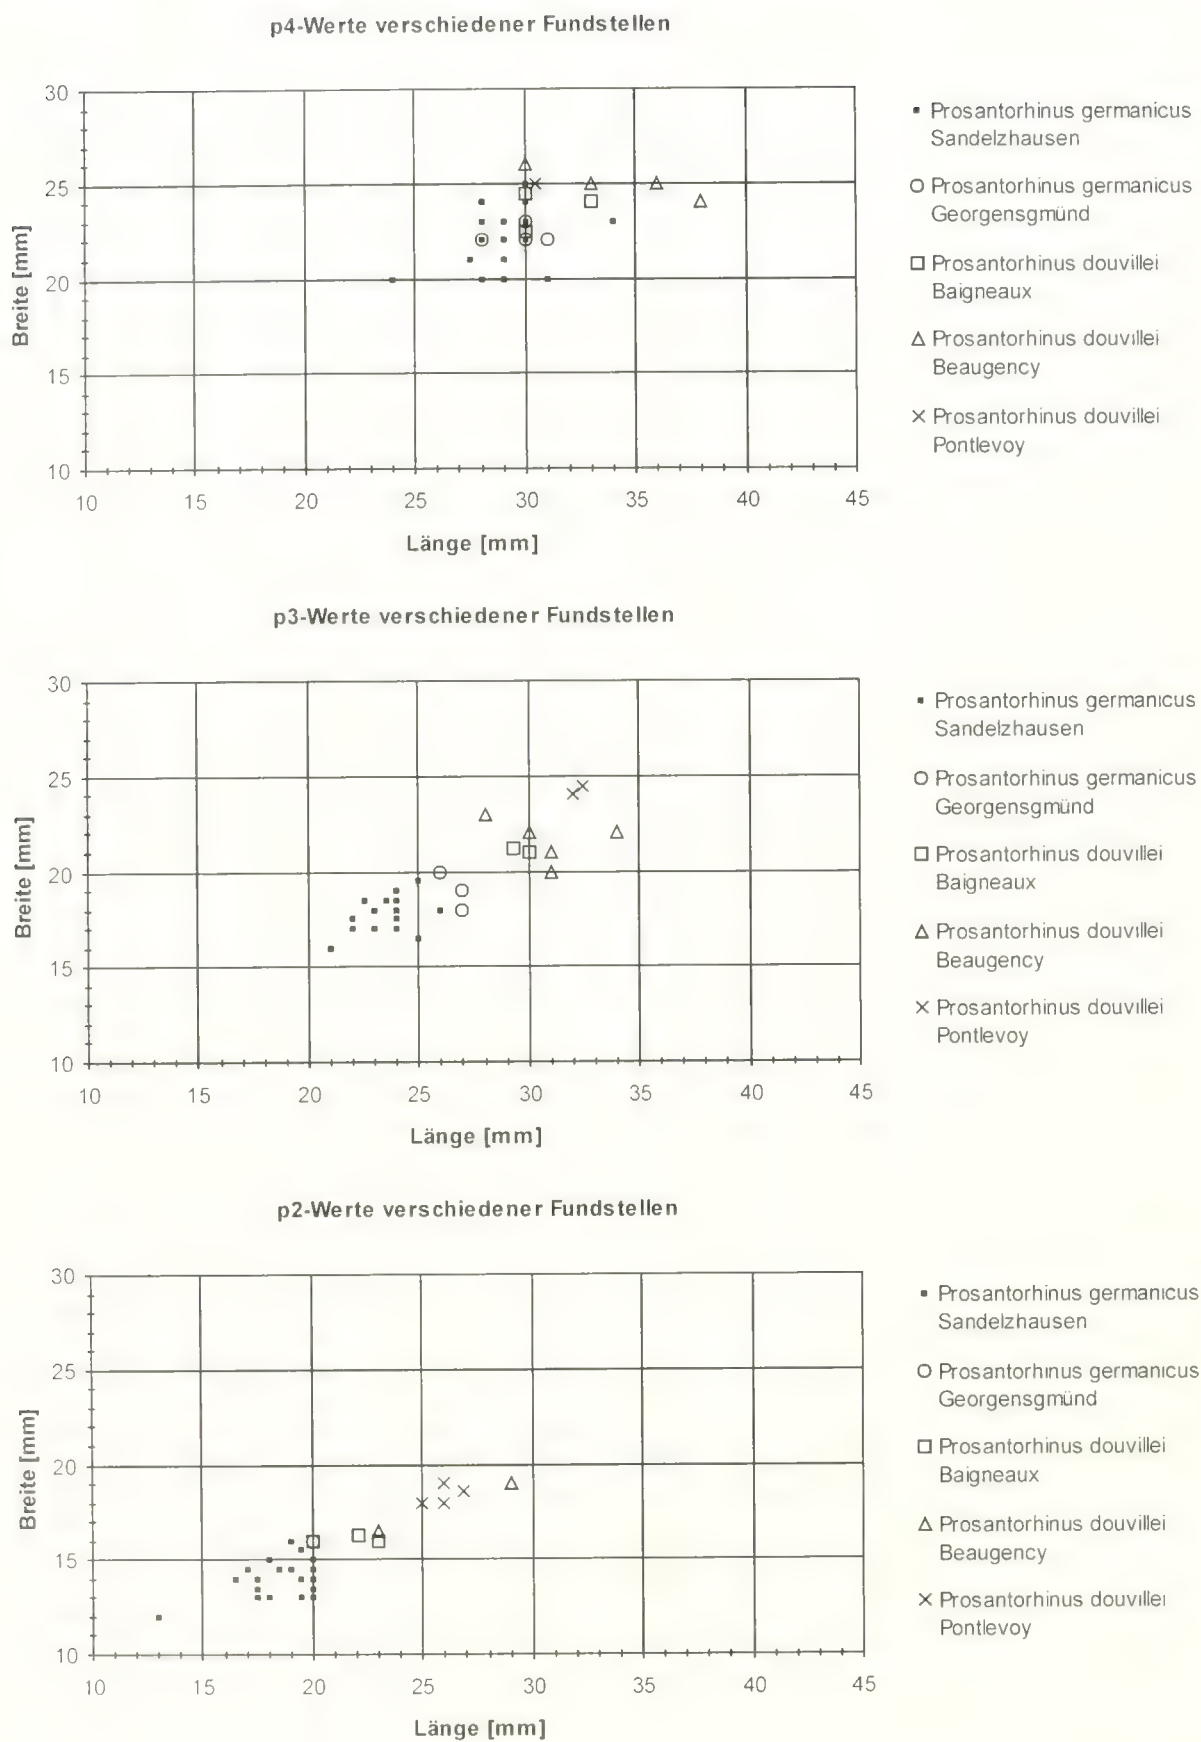 p4-Werte verschiedener Fundstellen
30
25
20
15
10
Breite [mm]
10 15 20 25 30 35 40 45
Länge [mm]
Prosantorhinus germanicus
Sandelzhausen
Prosantorhinus germanicus
Georgensgmünd
Prosantorhinus douvillei
Baigneaux
Prosantorhinus douvillei
Beaugency
Prosantorhinus douvillei
Pontlevoy
p3-Werte verschiedener Fundstellen
30
25
20
15
10
Breite [mm]
10 15 20 25 30 35 40 45
Länge [mm]
Prosantorhinus germanicus
Sandelzhausen
Prosantorhinus germanicus
Georgensgmünd
Prosantorhinus douvillei
Baigneaux
Prosantorhinus douvillei
Beaugency
Prosantorhinus douvillei
Pontlevoy
p2-Werte verschiedener Fundstellen
30
25
20
15
10
Breite [mm]
10 15 20 25 30 35 40 45
Länge [mm]
Prosantorhinus germanicus
Sandelzhausen
Prosantorhinus germanicus
Georgensgmünd
Prosantorhinus douvillei
Baigneaux
Prosantorhinus douvillei
Beaugency
Prosantorhinus douvillei
Pontlevoy